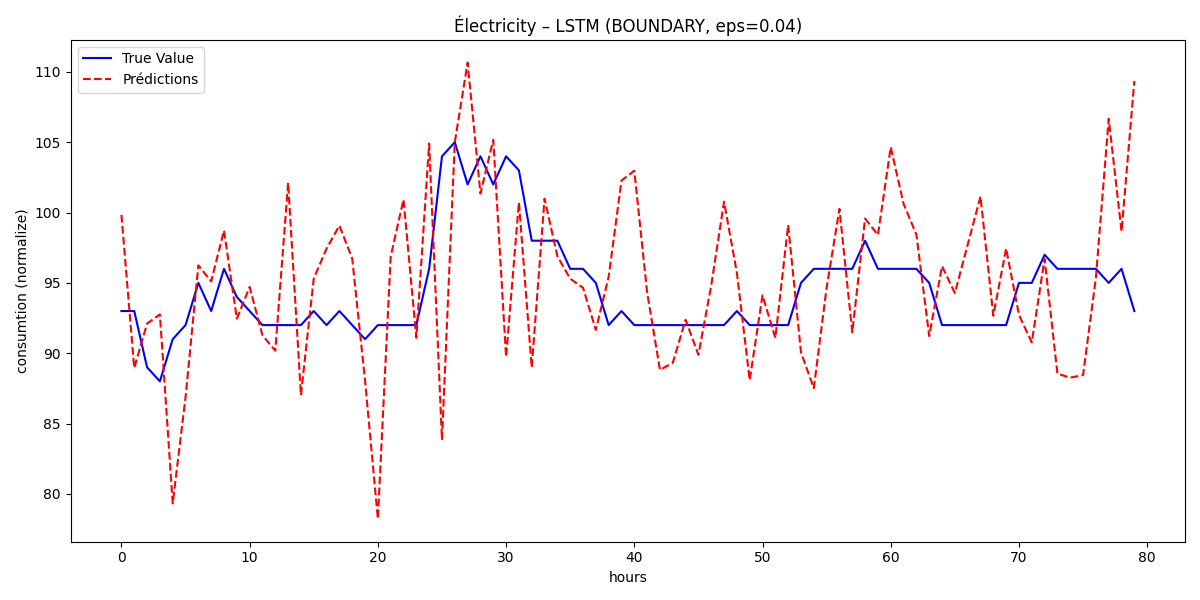 Électricity – LSTM (BOUNDARY, eps=0.04)
True Value
Prédictions
110
105
100
95
90
85
80
consumtion (normalize)
0 10 20 30 40 50 60 70 80
hours